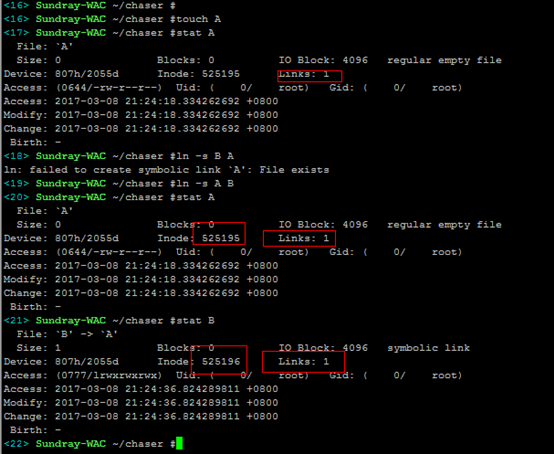 <16> Sundray-WAC ~/chaser #
<16> Sundray-WAC ~/chaser #touch A
<17> Sundray-WAC ~/chaser #stat A
  File: `A'
  Size: 0               Blocks: 0          IO Block: 4096   regular empty file
Device: 807h/2055d      Inode: 525195      Links: 1
Access: (0644/-rw-r--r--)  Uid: (    0/    root)   Gid: (    0/    root)
Access: 2017-03-08 21:24:18.334262692 +0800
Modify: 2017-03-08 21:24:18.334262692 +0800
Change: 2017-03-08 21:24:18.334262692 +0800
 Birth: -
<18> Sundray-WAC ~/chaser #ln -s B A
ln: failed to create symbolic link `A': File exists
<19> Sundray-WAC ~/chaser #ln -s A B
<20> Sundray-WAC ~/chaser #stat A
  File: `A'
  Size: 0               Blocks: 0          IO Block: 4096   regular empty file
Device: 807h/2055d      Inode: 525195      Links: 1
Access: (0644/-rw-r--r--)  Uid: (    0/    root)   Gid: (    0/    root)
Access: 2017-03-08 21:24:18.334262692 +0800
Modify: 2017-03-08 21:24:18.334262692 +0800
Change: 2017-03-08 21:24:18.334262692 +0800
 Birth: -
<21> Sundray-WAC ~/chaser #stat B
  File: `B' -> `A'
  Size: 1               Blocks: 0          IO Block: 4096   symbolic link
Device: 807h/2055d      Inode: 525196      Links: 1
Access: (0777/lrwxrwxrwx)  Uid: (    0/    root)   Gid: (    0/    root)
Access: 2017-03-08 21:24:36.824289811 +0800
Modify: 2017-03-08 21:24:36.824289811 +0800
Change: 2017-03-08 21:24:36.824289811 +0800
 Birth: -
<22> Sundray-WAC ~/chaser #